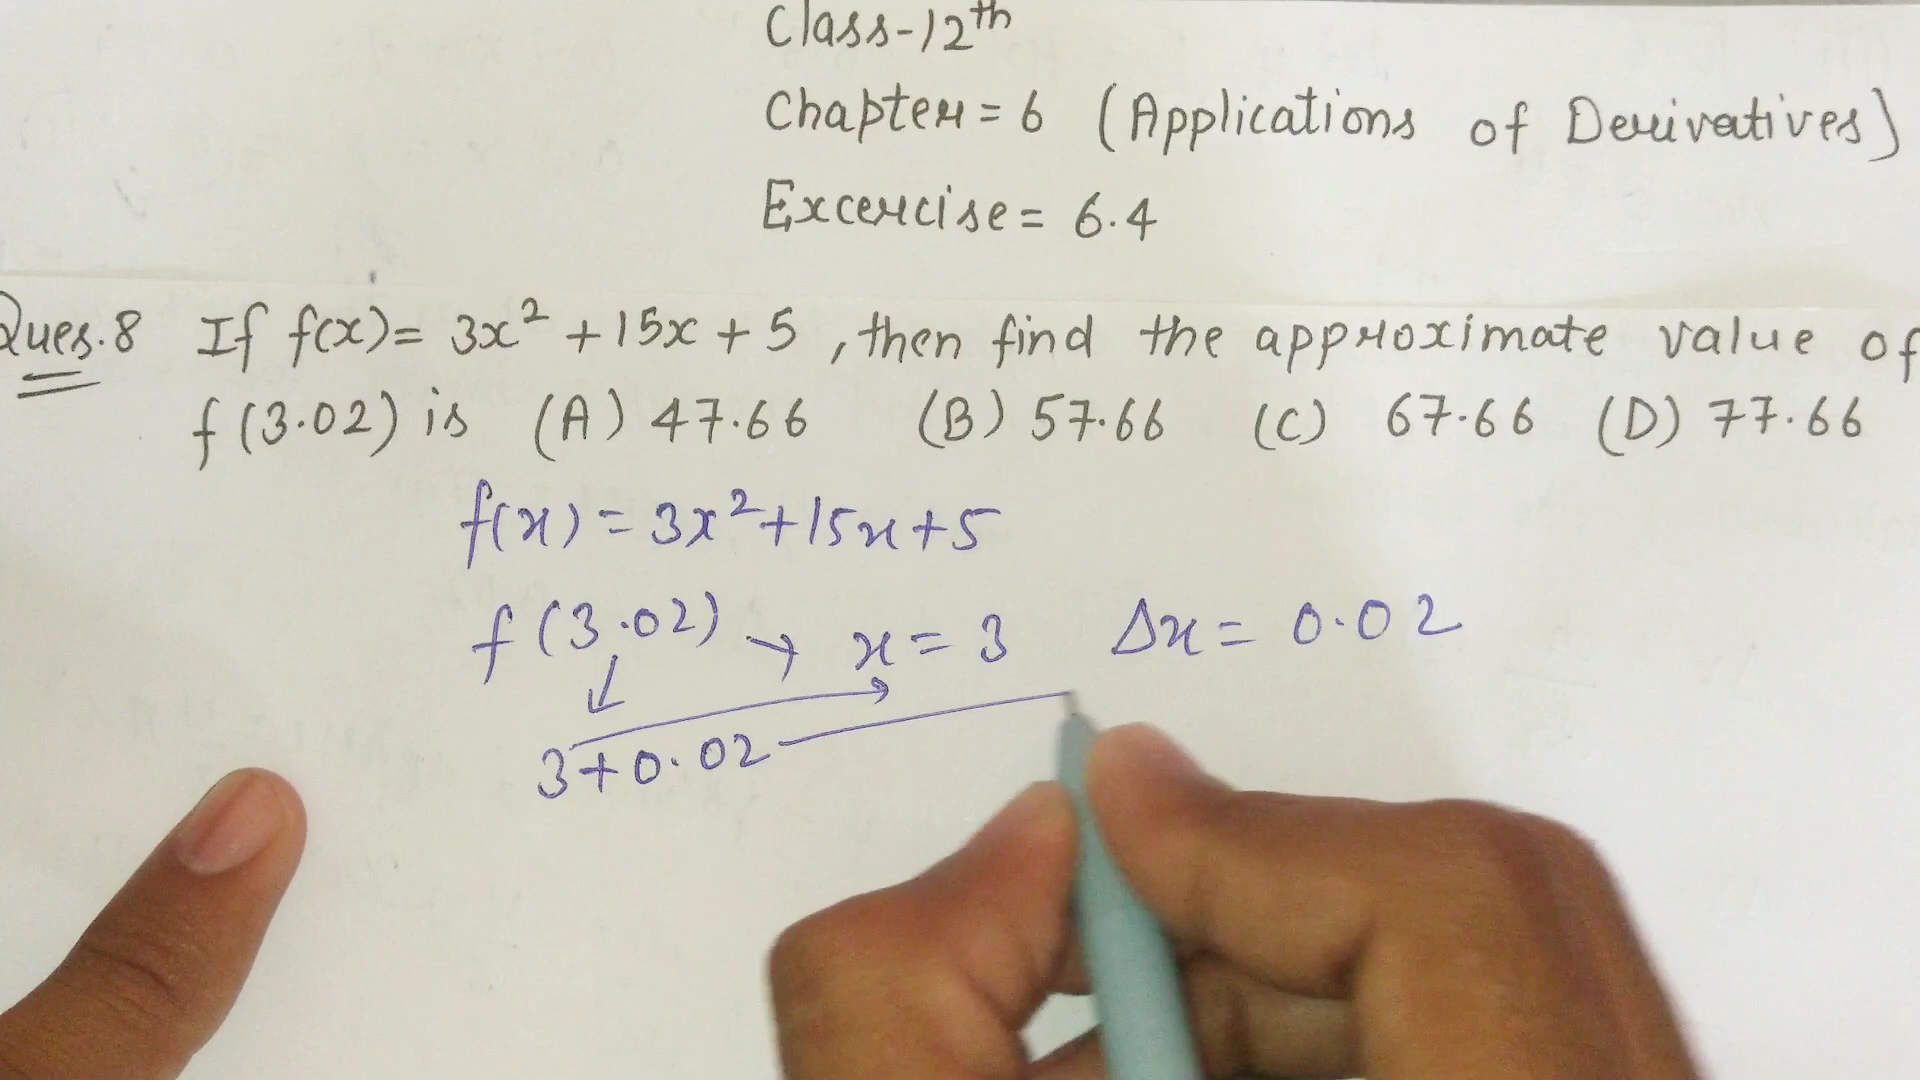 Class-12th
Chapter = 6 (Applications of Derivatives)
Excercise = 6.4
Ques.8 If f(x) = 3x² + 15x + 5, then find the approximate value of
f(3.02) is (A) 47.66 (B) 57.66 (C) 67.66 (D) 77.66
f(x) = 3x² + 15x + 5
f(3.02) → x = 3 Δx = 0.02
3+0.02